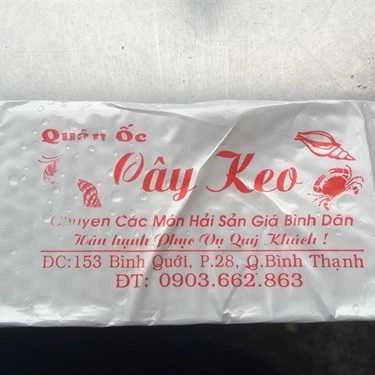 Quán Ốc
Cây Keo
Chuyen Các Món Hải Sản Giá Bình Dân
Hân hạnh Phục Vụ Quý Khách !
ĐC:153 Bình Quới, P.28, Q.Bình Thạnh
ĐT: 0903.662.863